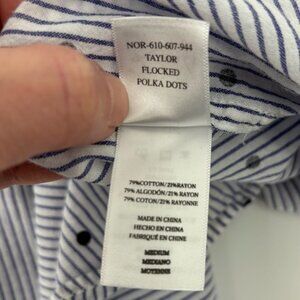 NOR-610-607-944
TAYLOR
FLOCKED
POLKA DOTS
79%COTTON/21%RAYON
79% ALGODÓN/21% RAYON
79% COTON/21% RAYONNE
MADE IN CHINA
HECHO EN CHINA
FABRIQUÉ EN CHINE
MEDIUM
MEDIANO
MOYENNE